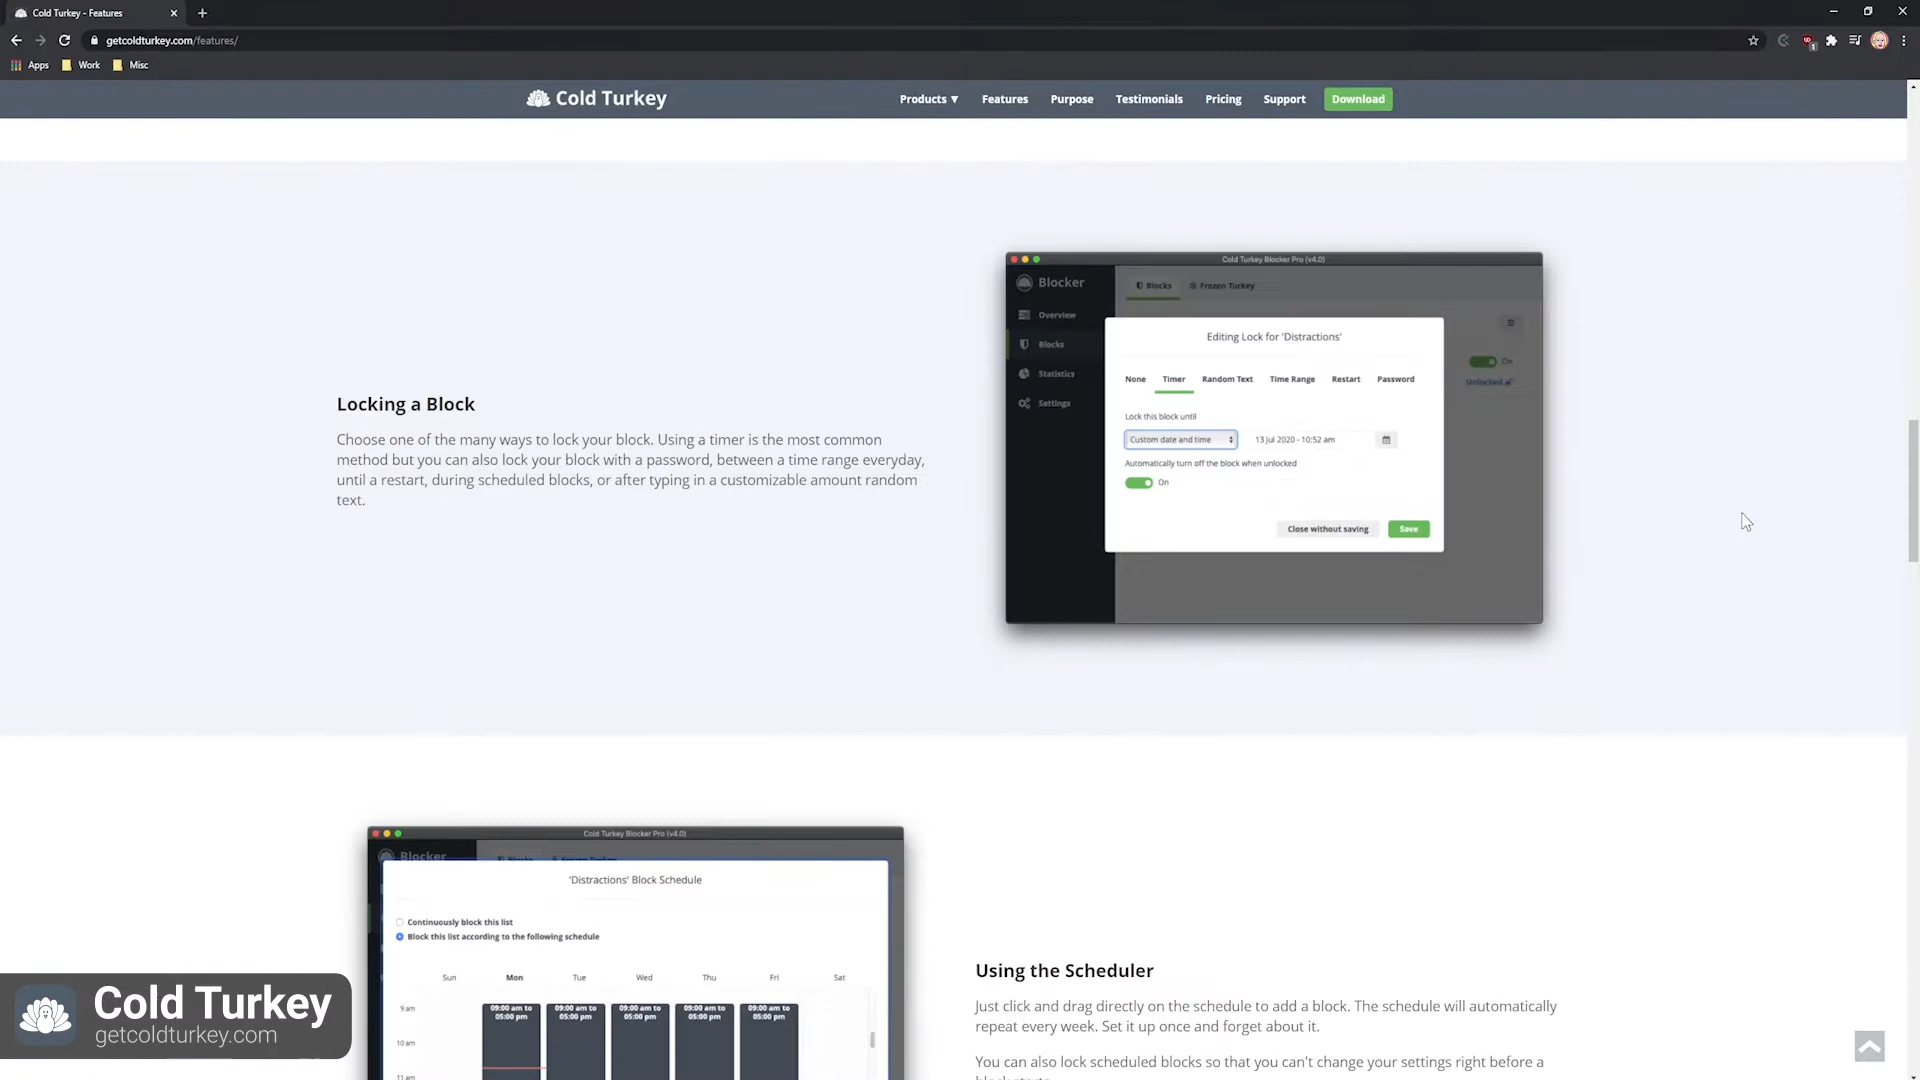 Cold Turkey - Features
getcoldturkey.com/features/
Apps Work Misc
Cold Turkey
Products ▼ Features Purpose Testimonials Pricing Support Download
Locking a Block
Choose one of the many ways to lock your block. Using a timer is the most common
method but you can also lock your block with a password, between a time range everyday,
until a restart, during scheduled blocks, or after typing in a customizable amount random
text.
Cold Turkey Blocker Pro (v4.0)
Blocker
Blocks Frozen Turkey
Overview
Blocks
Statistics
Settings
On
Unlocked
Editing Lock for 'Distractions'
None Timer Random Text Time Range Restart Password
Lock this block until
Custom date and time 13 Jul 2020 - 10:52 am
Automatically turn off the block when unlocked
On
Close without saving Save
Cold Turkey Blocker Pro (v4.0)
Blocker
Blocks Frozen Turkey
'Distractions' Block Schedule
Continuously block this list
Block this list according to the following schedule
Sun Mon Tue Wed Thu Fri Sat
9 am
09:00 am to 05:00 pm
09:00 am to 05:00 pm
09:00 am to 05:00 pm
09:00 am to 05:00 pm
09:00 am to 05:00 pm
10 am
11 am
Using the Scheduler
Just click and drag directly on the schedule to add a block. The schedule will automatically
repeat every week. Set it up once and forget about it.
You can also lock scheduled blocks so that you can't change your settings right before a
Cold Turkey
getcoldturkey.com